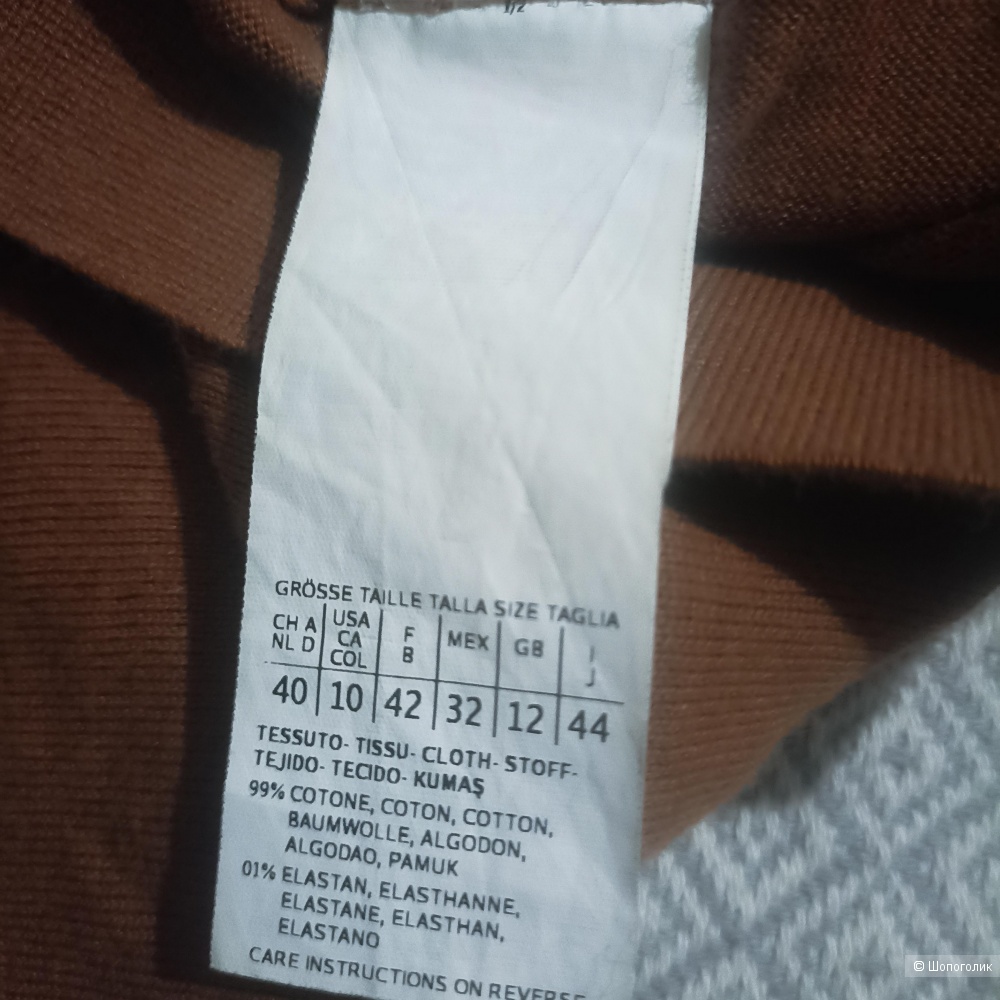 1/2
GRÖSSE TAILLE TALLA SIZE TAGLIA
CH A NL D | USA CA COL | F B | MEX | GB | I J
40 | 10 | 42 | 32 | 12 | 44
TESSUTO- TISSU- CLOTH- STOFF-
TEJIDO- TECIDO- KUMAŞ
99% COTONE, COTON, COTTON,
BAUMWOLLE, ALGODON,
ALGODAO, PAMUK
01% ELASTAN, ELASTHANNE,
ELASTANE, ELASTHAN,
ELASTANO
CARE INSTRUCTIONS ON REVERSE
© Шопоголик